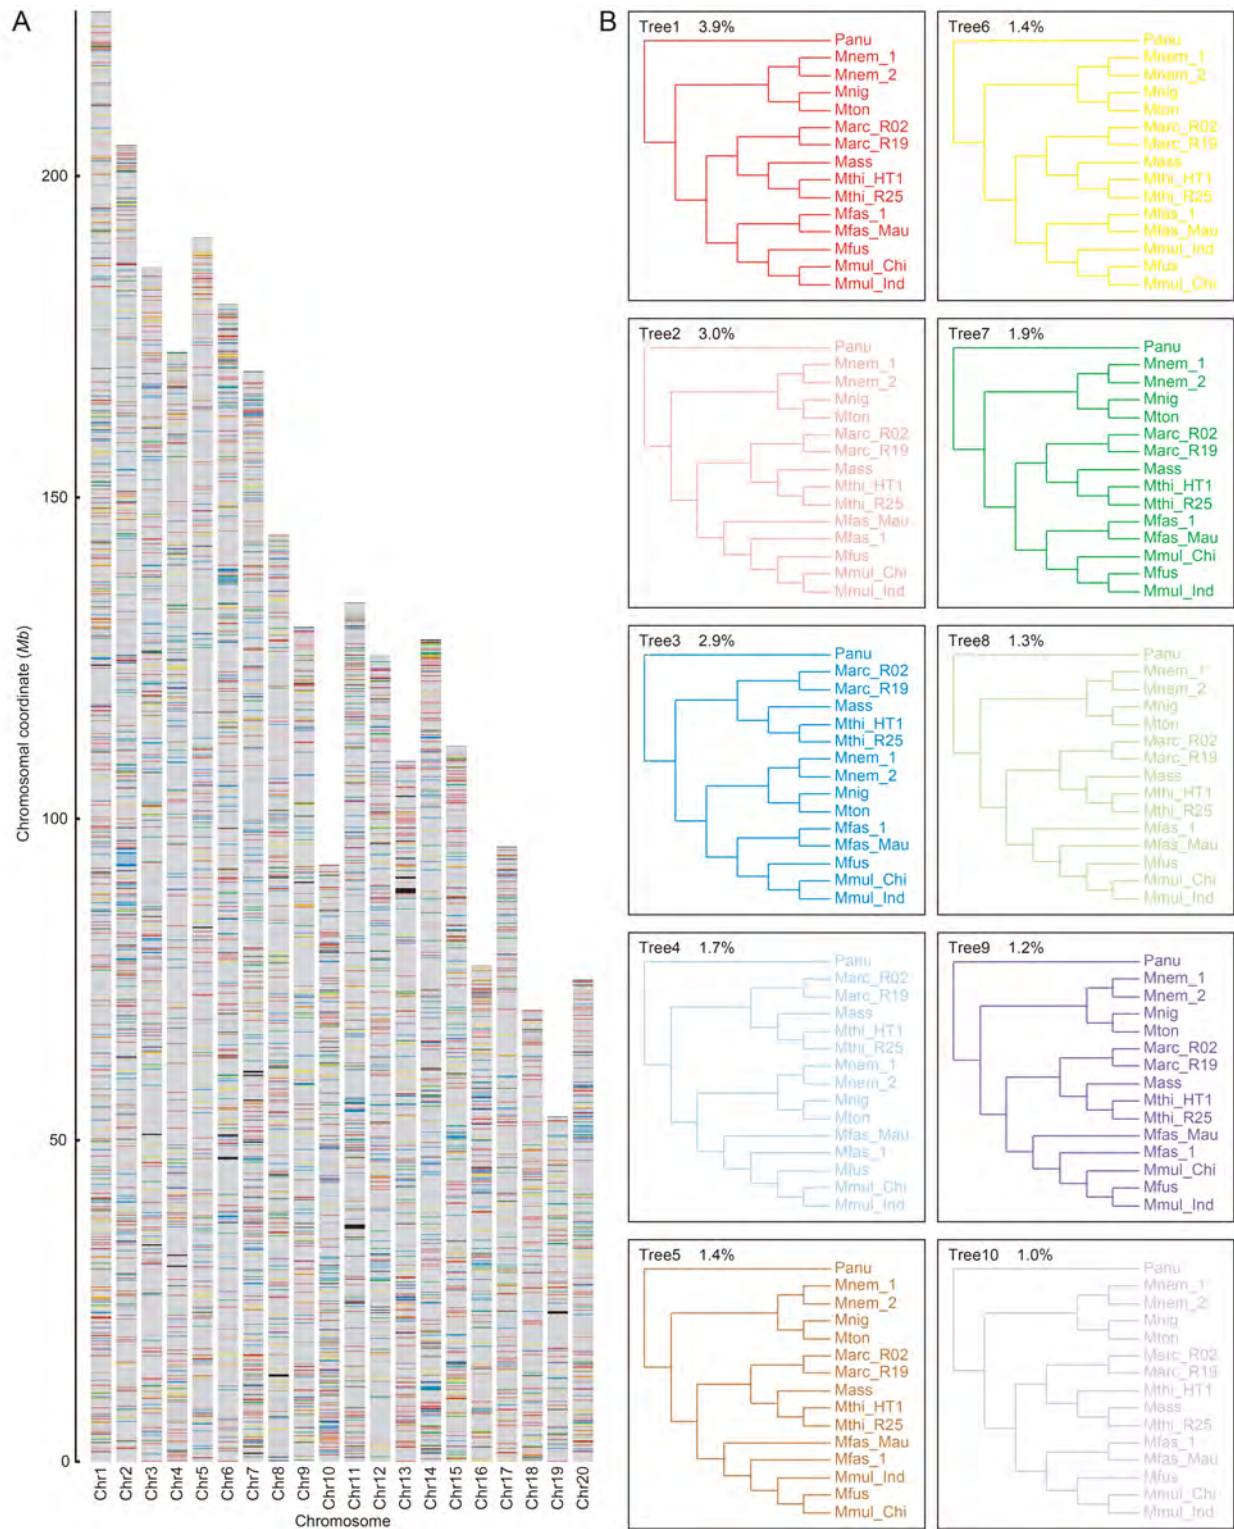 A
200
150
100
50
0
Chromosomal coordinate (Mb)
Chr1
Chr2
Chr3
Chr4
Chr5
Chr6
Chr7
Chr8
Chr9
Chr10
Chr11
Chr12
Chr13
Chr14
Chr15
Chr16
Chr17
Chr18
Chr19
Chr20
Chromosome
B
Tree1 3.9%
Panu
Mnem_1
Mnem_2
Mnig
Mton
Marc_R02
Marc_R19
Mass
Mthi_HT1
Mthi_R25
Mfas_1
Mfas_Mau
Mfus
Mmul_Chi
Mmul_Ind
Tree2 3.0%
Panu
Mnem_1
Mnem_2
Mnig
Mton
Marc_R02
Marc_R19
Mass
Mthi_HT1
Mthi_R25
Mfas_Mau
Mfas_1
Mfus
Mmul_Chi
Mmul_Ind
Tree3 2.9%
Panu
Marc_R02
Marc_R19
Mass
Mthi_HT1
Mthi_R25
Mnem_1
Mnem_2
Mnig
Mton
Mfas_1
Mfas_Mau
Mfus
Mmul_Chi
Mmul_Ind
Tree4 1.7%
Panu
Marc_R02
Marc_R19
Mass
Mthi_HT1
Mthi_R25
Mnem_1
Mnem_2
Mnig
Mton
Mfas_Mau
Mfas_1
Mfus
Mmul_Chi
Mmul_Ind
Tree5 1.4%
Panu
Mnem_1
Mnem_2
Mnig
Mton
Marc_R02
Marc_R19
Mass
Mthi_HT1
Mthi_R25
Mfas_Mau
Mfas_1
Mmul_Ind
Mfus
Mmul_Chi
Tree6 1.4%
Panu
Mnem_1
Mnem_2
Mnig
Mton
Marc_R02
Marc_R19
Mass
Mthi_HT1
Mthi_R25
Mfas_1
Mfas_Mau
Mmul_Ind
Mfus
Mmul_Chi
Tree7 1.9%
Panu
Mnem_1
Mnem_2
Mnig
Mton
Marc_R02
Marc_R19
Mass
Mthi_HT1
Mthi_R25
Mfas_1
Mfas_Mau
Mmul_Chi
Mfus
Mmul_Ind
Tree8 1.3%
Panu
Mnem_1
Mnem_2
Mnig
Mton
Marc_R02
Marc_R19
Mass
Mthi_HT1
Mthi_R25
Mfas_1
Mfas_Mau
Mfus
Mmul_Chi
Mmul_Ind
Tree9 1.2%
Panu
Mnem_1
Mnem_2
Mnig
Mton
Marc_R02
Marc_R19
Mass
Mthi_HT1
Mthi_R25
Mfas_Mau
Mfas_1
Mmul_Chi
Mfus
Mmul_Ind
Tree10 1.0%
Panu
Mnem_1
Mnem_2
Mnig
Mton
Marc_R02
Marc_R19
Mthi_HT1
Mass
Mthi_R25
Mfas_1
Mfas_Mau
Mfus
Mmul_Chi
Mmul_Ind